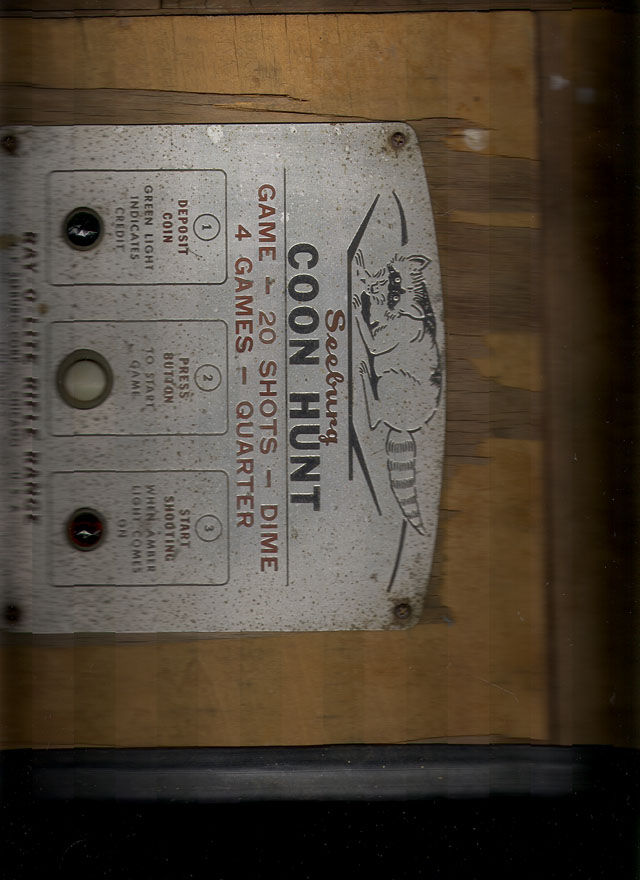 Seeburg
COON HUNT
GAME – 20 SHOTS – DIME
4 GAMES – QUARTER
1
DEPOSIT
COIN
GREEN LIGHT
INDICATES
CREDIT
2
PRESS
BUTTON
TO START
GAME
3
START
SHOOTING
WHEN AMBER
LIGHT COMES
ON
RAY O LITE RIFLE RANGE